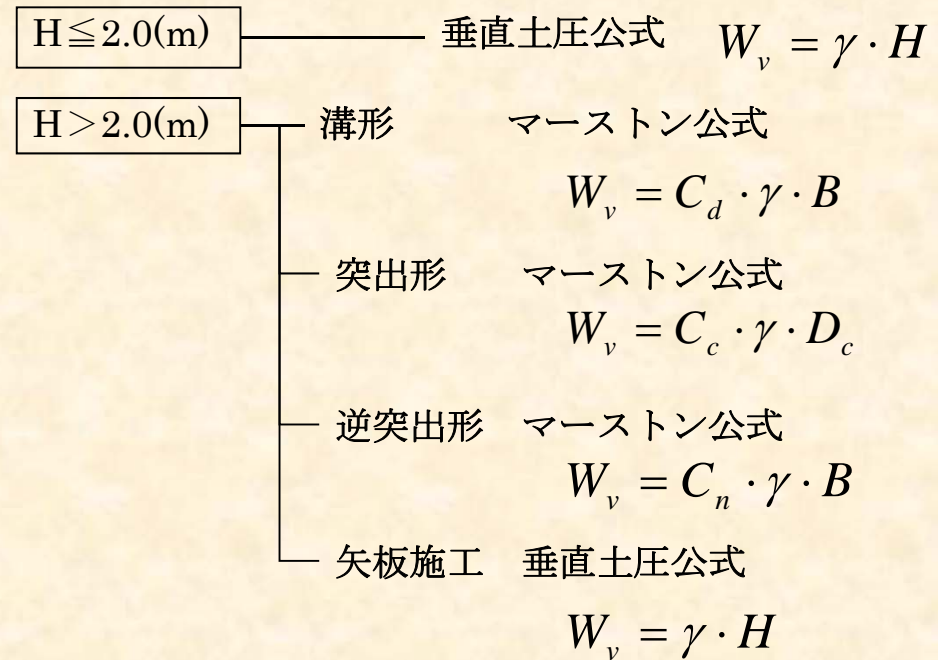 H≦2.0(m) 垂直土圧公式 W_v = γ · H
H>2.0(m) 溝形 マーストン公式
W_v = C_d · γ · B
突出形 マーストン公式
W_v = C_c · γ · D_c
逆突出形 マーストン公式
W_v = C_n · γ · B
矢板施工 垂直土圧公式
W_v = γ · H